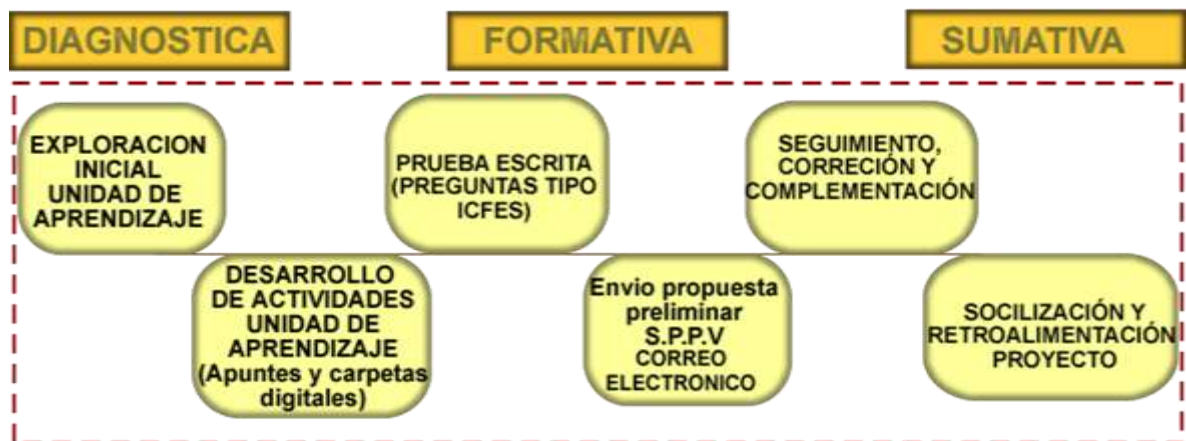 DIAGNOSTICA
FORMATIVA
SUMATIVA
EXPLORACION
INICIAL
UNIDAD DE
APRENDIZAJE
DESARROLLO
DE ACTIVIDADES
UNIDAD DE
APRENDIZAJE
(Apuntes y carpetas
digitales)
PRUEBA ESCRITA
(PREGUNTAS TIPO
ICFES)
Envio propuesta
preliminar
S.P.P.V
CORREO
ELECTRONICO
SEGUIMIENTO,
CORRECIÓN Y
COMPLEMENTACIÓN
SOCILIZACIÓN Y
RETROALIMENTACIÓN
PROYECTO